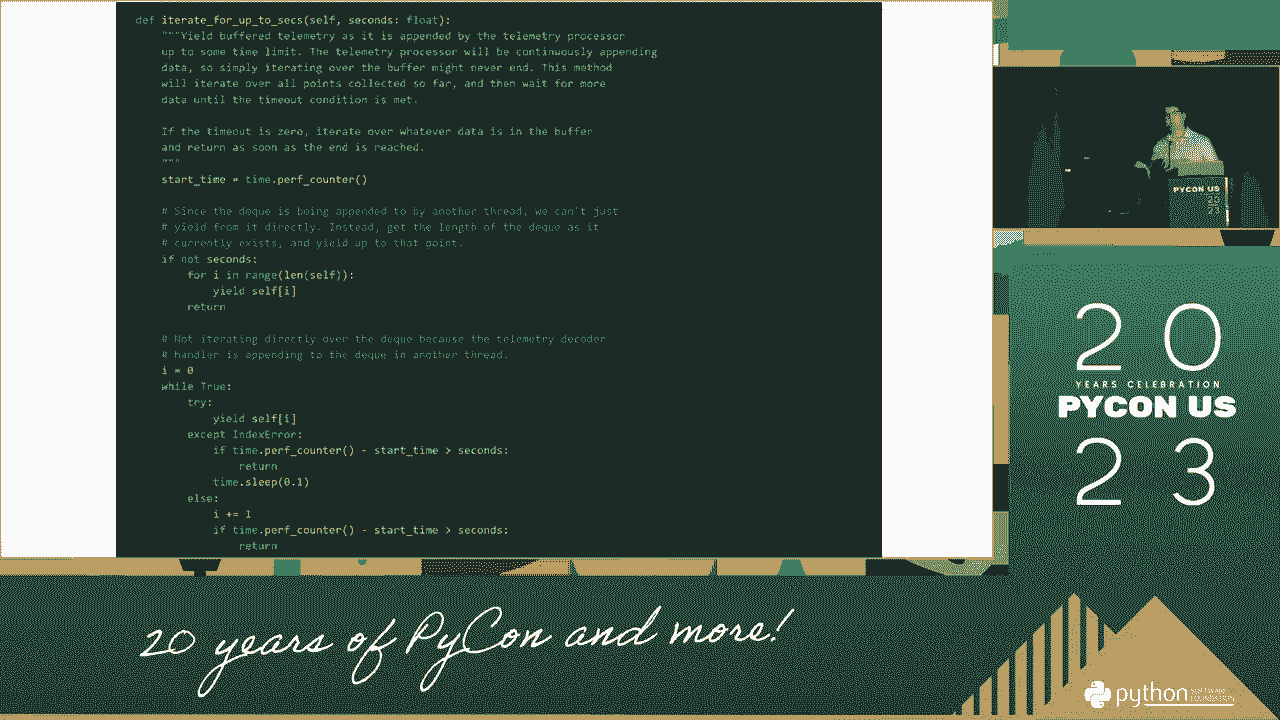 def iterate_for_up_to_secs(self, seconds: float):
"""Yield buffered telemetry as it is appended by the telemetry processor
up to some time limit. The telemetry processor will be continuously appending
data, so simply iterating over the buffer might never end. This method
will iterate over all points collected so far, and then wait for more
data until the timeout condition is met.
If the timeout is zero, iterate over whatever data is in the buffer
and return as soon as the end is reached.
"""
start_time = time.perf_counter()
# Since the deque is being appended to by another thread, we can't just
# yield from it directly. Instead, get the length of the deque as it
# currently exists, and yield up to that point.
if not seconds:
for i in range(len(self)):
yield self[i]
return
# Not iterating directly over the deque because the telemetry decoder
# handler is appending to the deque in another thread.
i = 0
while True:
try:
yield self[i]
except IndexError:
if time.perf_counter() - start_time > seconds:
return
time.sleep(0.1)
else:
i += 1
if time.perf_counter() - start_time > seconds:
return
PYCON US
20
23
20
YEARS CELEBRATION
PYCON US
23
20 years of PyCon and more!
python
SOFTWARE
FOUNDATION